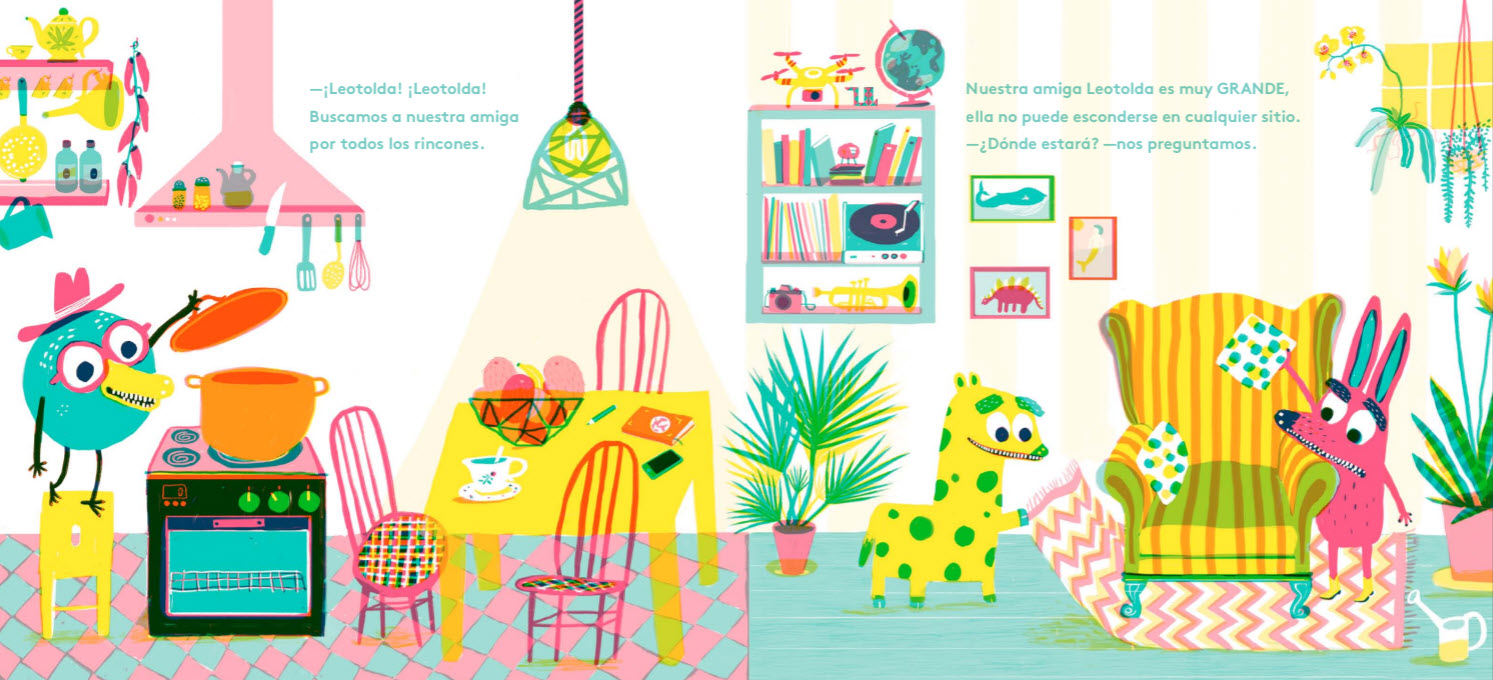 —¡Leotolda! ¡Leotolda!
Buscamos a nuestra amiga
por todos los rincones.
Nuestra amiga Leotolda es muy GRANDE,
ella no puede esconderse en cualquier sitio.
—¿Dónde estará? —nos preguntamos.